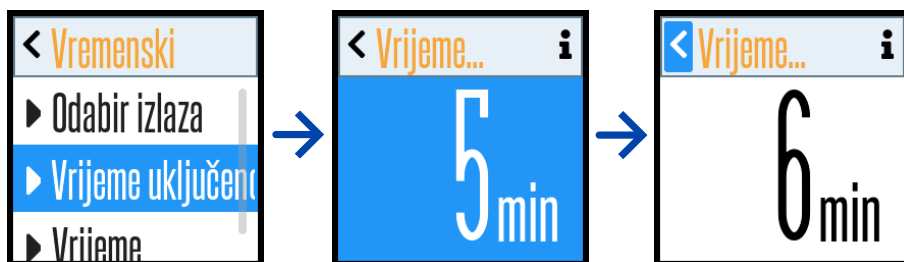 Vremenski
Odabir izlaza
Vrijeme uključeno
Vrijeme
Vrijeme...
5 min
Vrijeme...
6 min